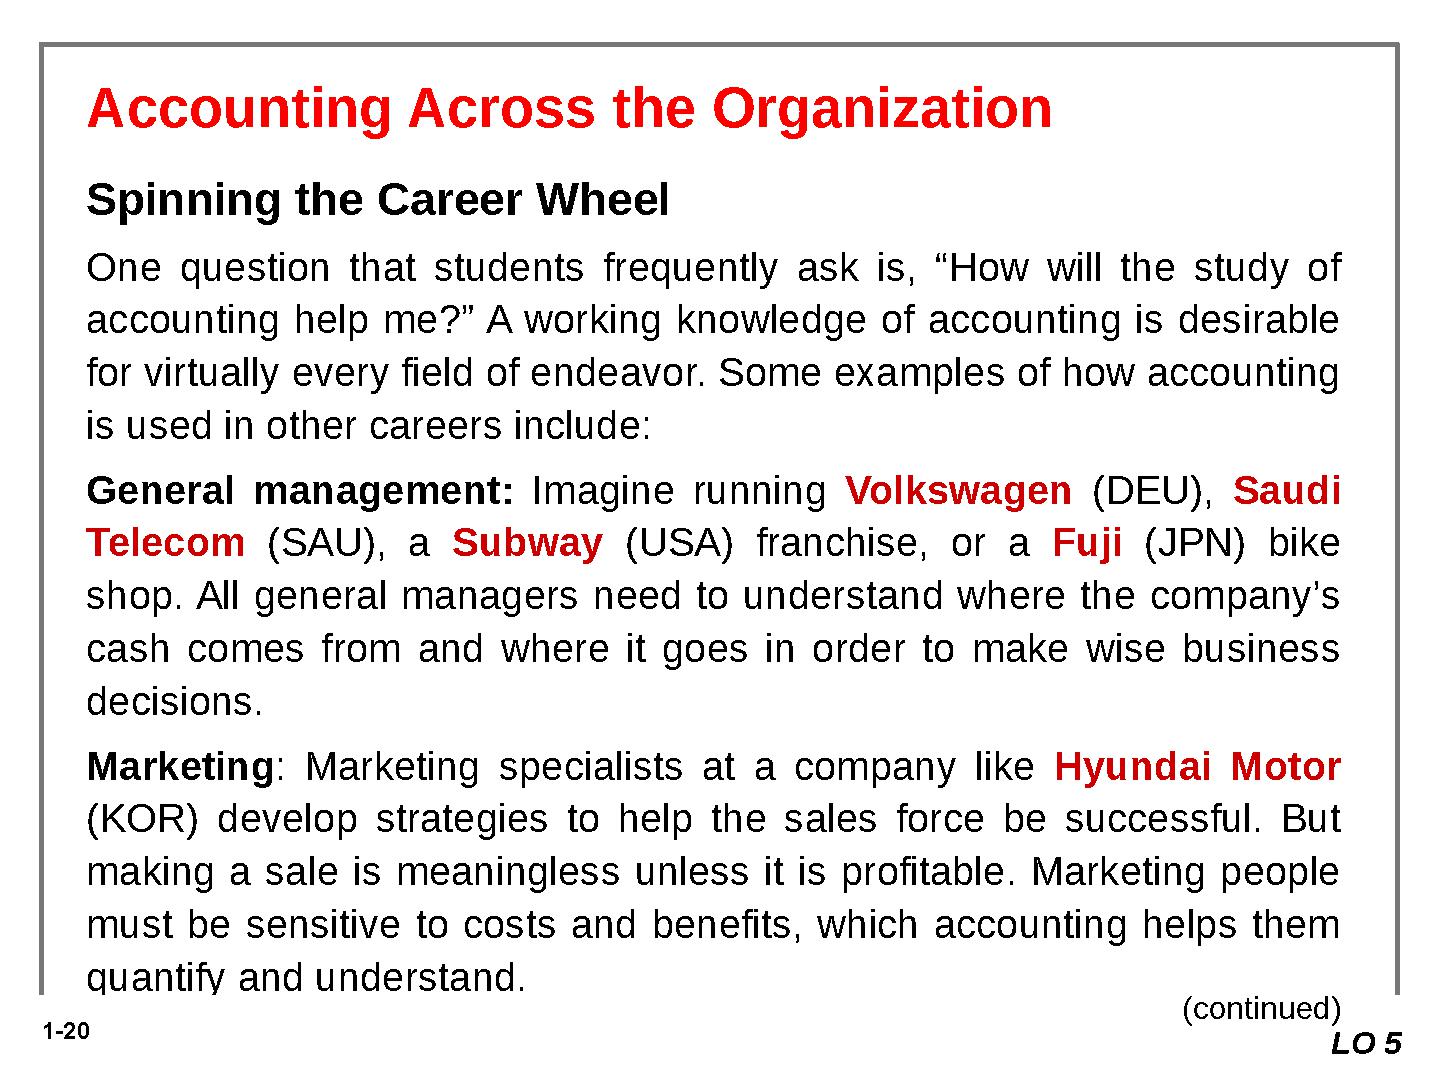 Accounting Across the Organization
Spinning the Career Wheel
One question that students frequently ask is, “How will the study of
accounting help me?” A working knowledge of accounting is desirable
for virtually every field of endeavor. Some examples of how accounting
is used in other careers include:
General management: Imagine running Volkswagen (DEU), Saudi
Telecom (SAU), a Subway (USA) franchise, or a Fuji (JPN) bike
shop. All general managers need to understand where the company’s
cash comes from and where it goes in order to make wise business
decisions.
Marketing: Marketing specialists at a company like Hyundai Motor
(KOR) develop strategies to help the sales force be successful. But
making a sale is meaningless unless it is profitable. Marketing people
must be sensitive to costs and benefits, which accounting helps them
quantify and understand.
(continued)
1-20
LO 5